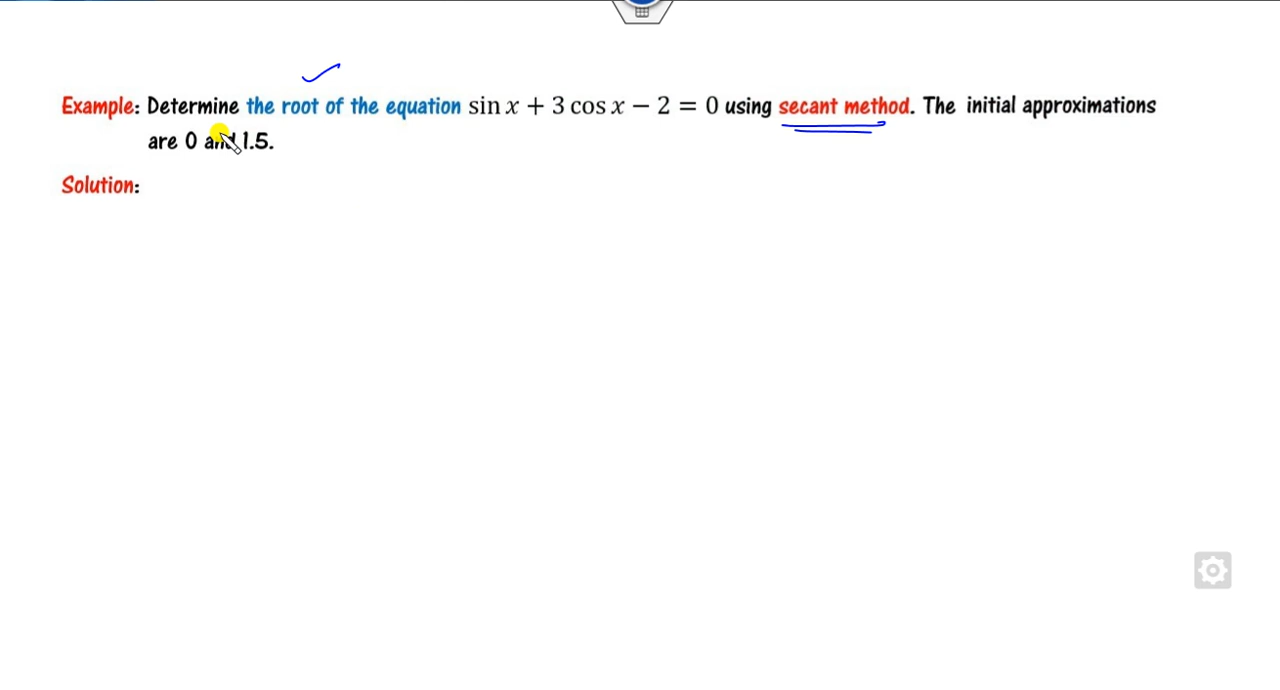 Example: Determine the root of the equation sin x + 3 cos x − 2 = 0 using secant method. The initial approximations
are 0 and 1.5.
Solution: